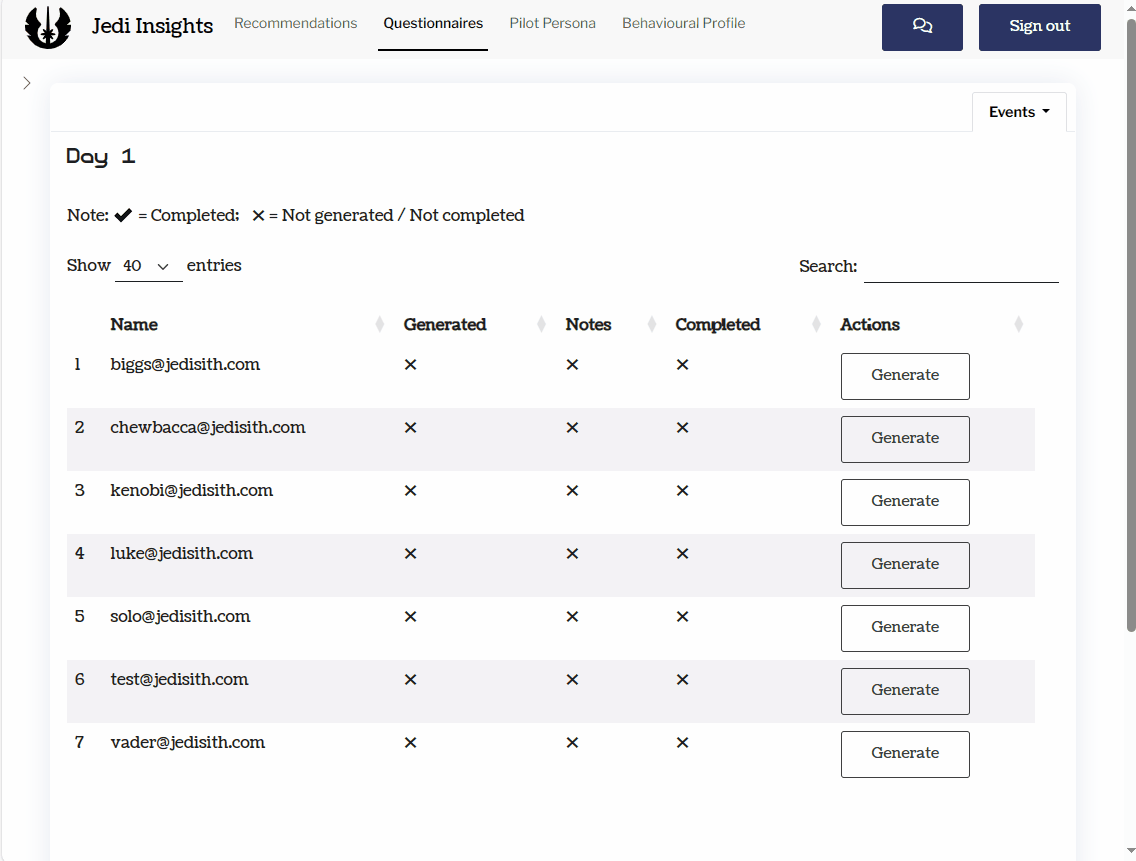 Jedi Insights Recommendations Questionnaires Pilot Persona Behavioural Profile Sign out
Events
Day 1
Note: ✔ = Completed; ✕ = Not generated / Not completed
Show 40 entries Search:
Name Generated Notes Completed Actions
1 biggs@jedisith.com ✕ ✕ ✕ Generate
2 chewbacca@jedisith.com ✕ ✕ ✕ Generate
3 kenobi@jedisith.com ✕ ✕ ✕ Generate
4 luke@jedisith.com ✕ ✕ ✕ Generate
5 solo@jedisith.com ✕ ✕ ✕ Generate
6 test@jedisith.com ✕ ✕ ✕ Generate
7 vader@jedisith.com ✕ ✕ ✕ Generate